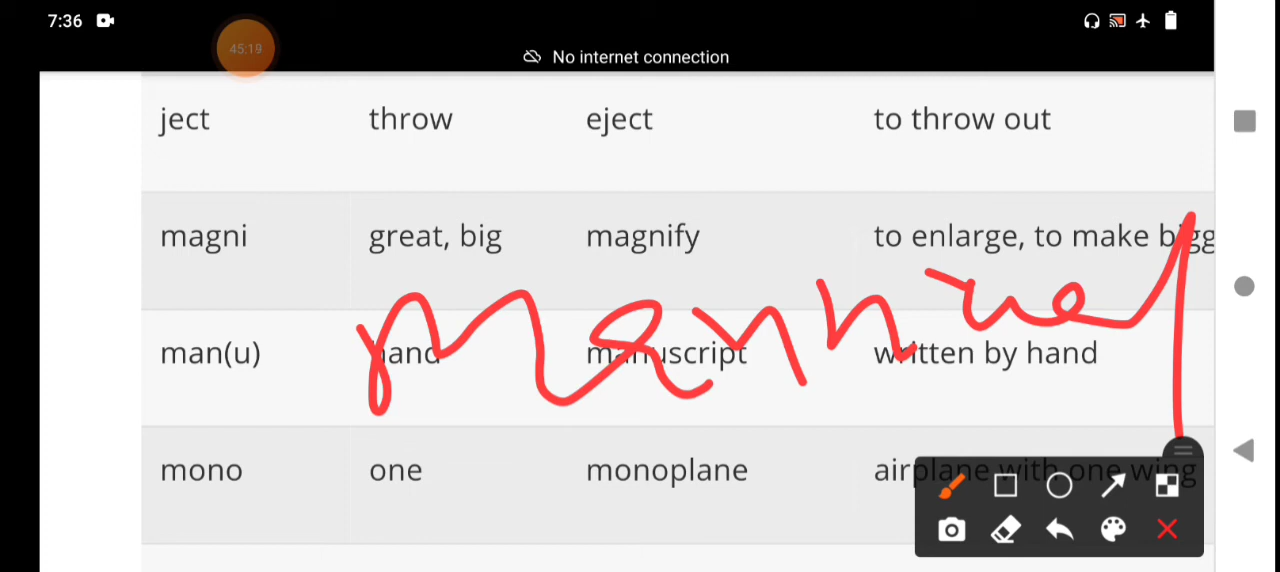 7:36
45:19
No internet connection
ject throw eject to throw out
magni great, big magnify to enlarge, to make bigg
man(u) hand manuscript written by hand
mono one monoplane airplane with one wing